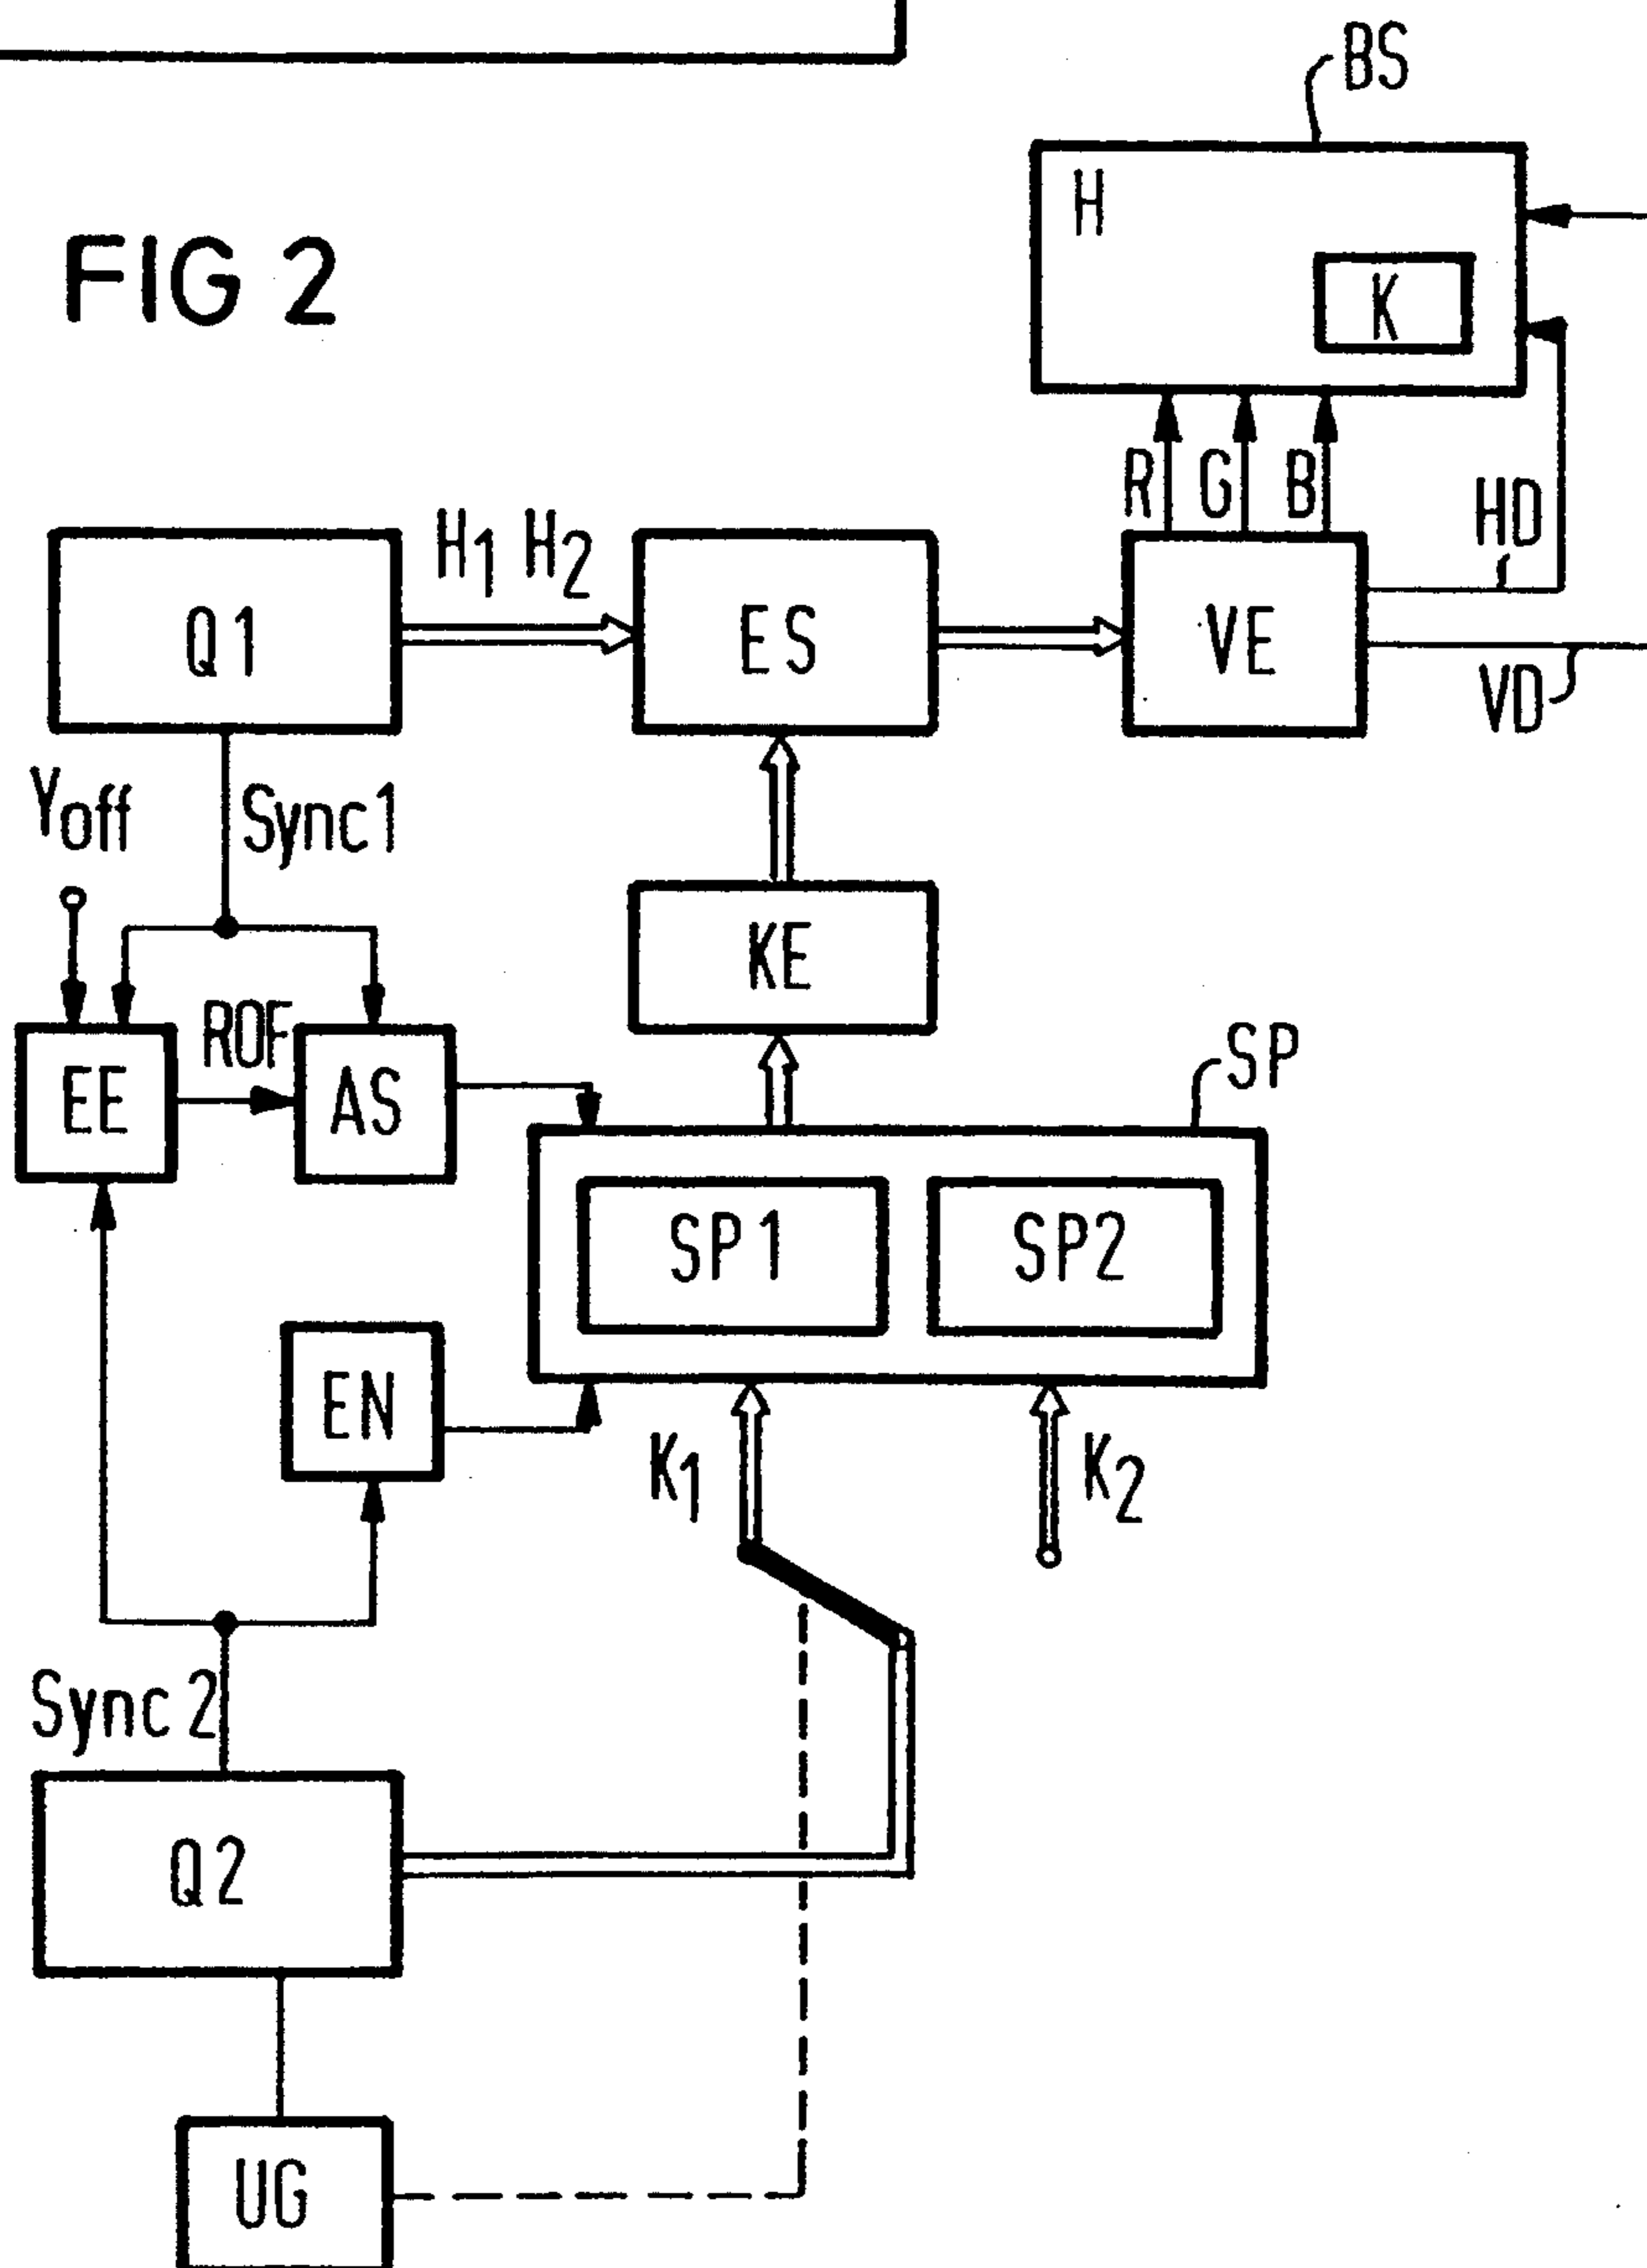 BS
H
FIG 2
K
R G B
HD
H1 H2
Q1
ES
VE
VD
Yoff
Sync1
KE
ROF
SP
EE
AS
SP1
SP2
EN
K1
K2
Sync 2
Q2
UG